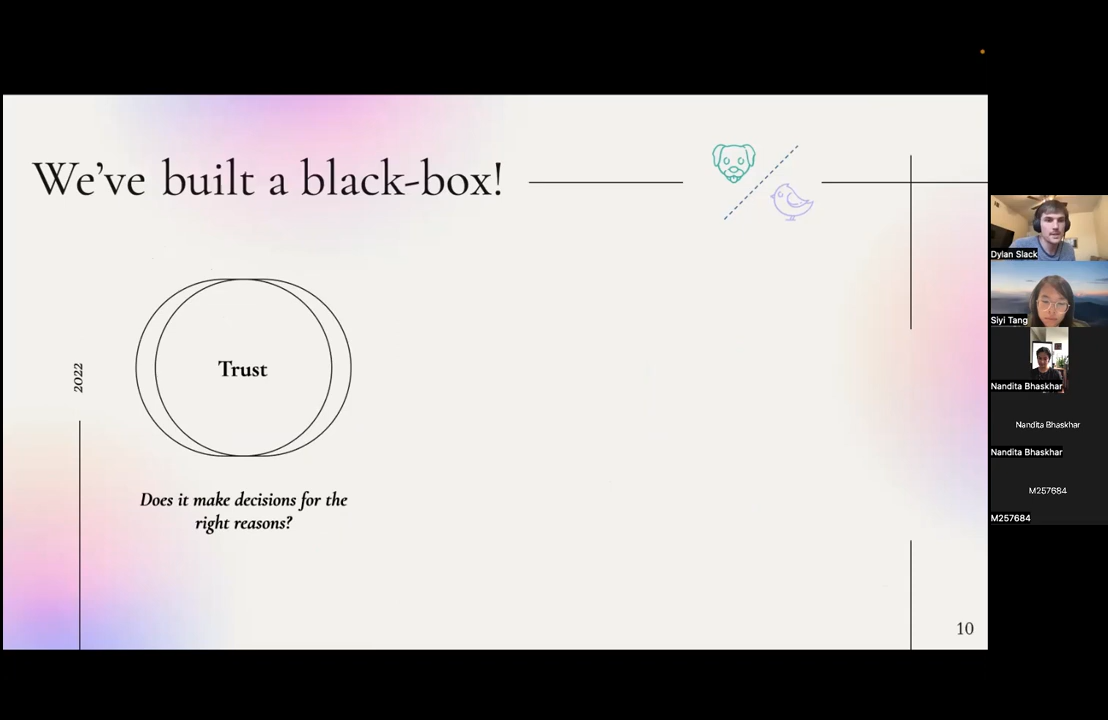 We've built a black-box!
2022
Trust
Does it make decisions for the
right reasons?
10
Dylan Slack
Siyi Tang
Nandita Bhaskhar
Nandita Bhaskhar
Nandita Bhaskhar
M257684
M257684